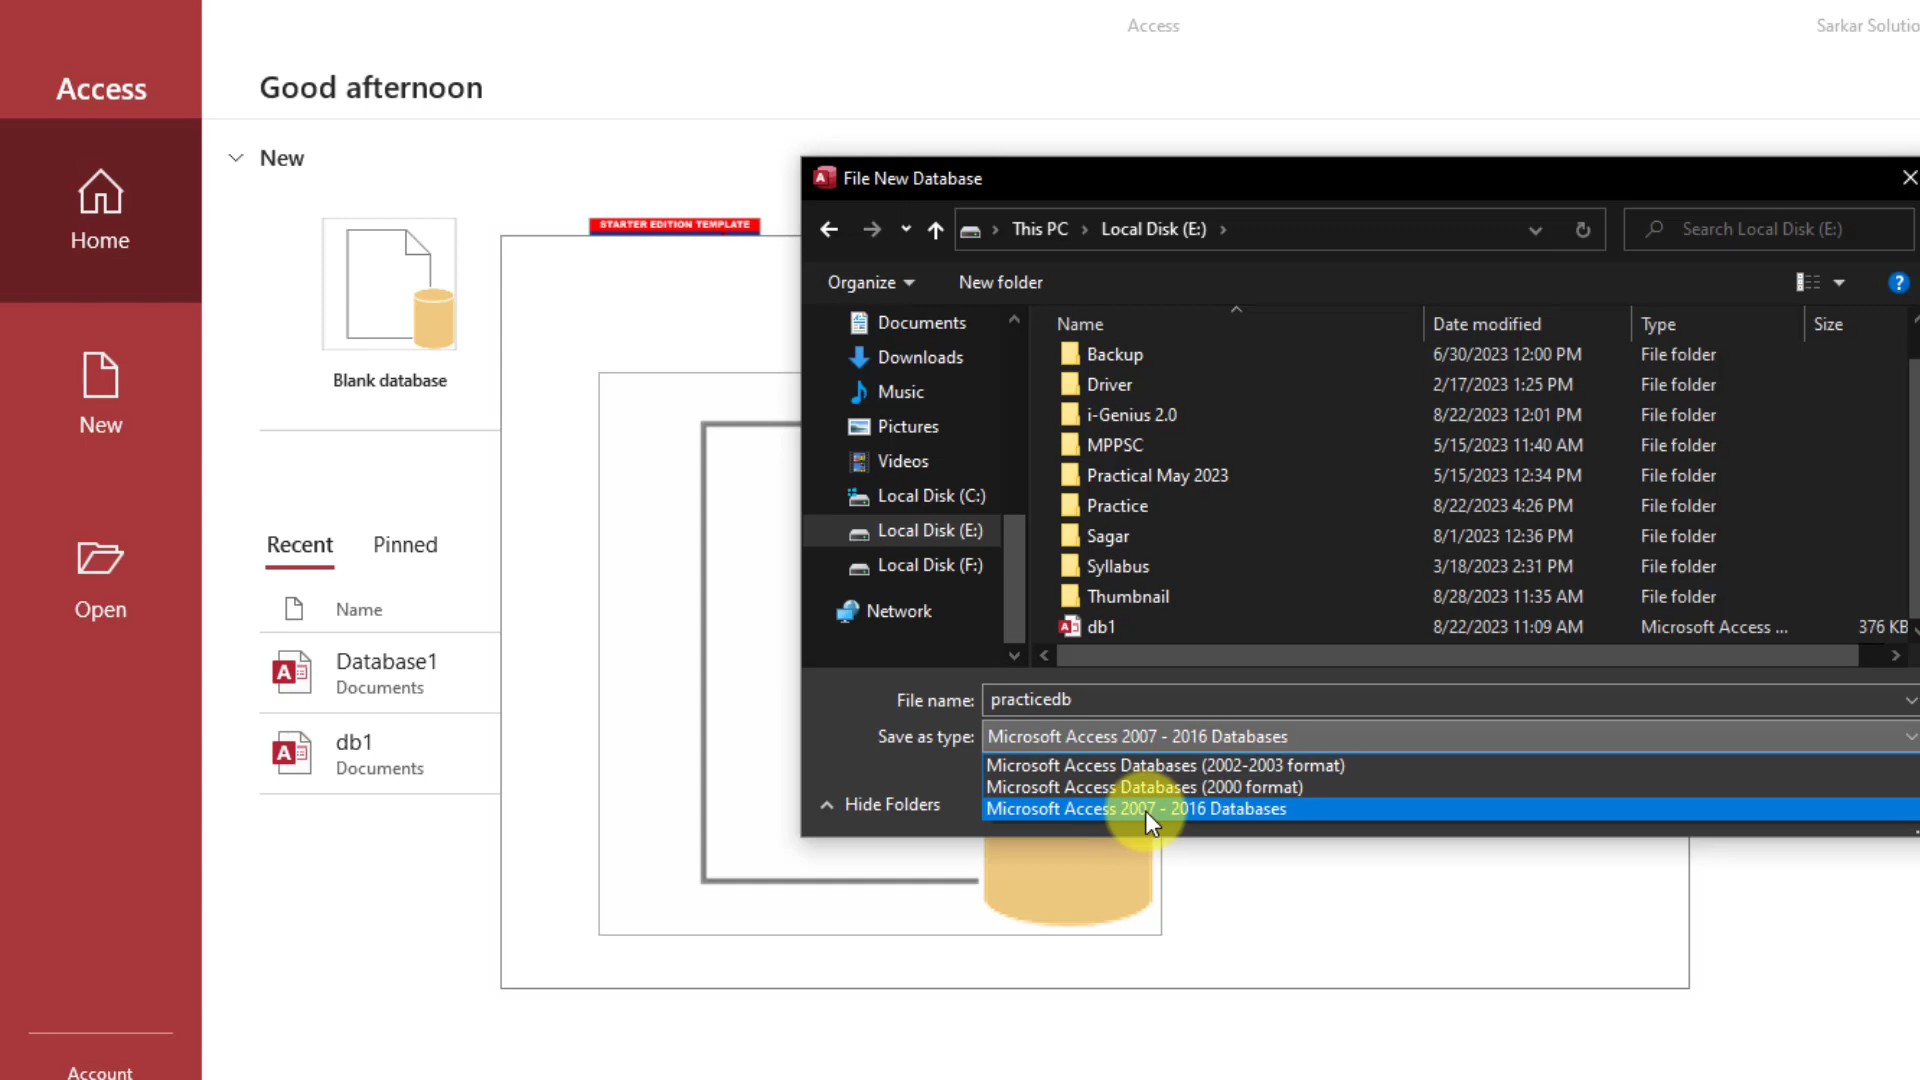 Access
Sarkar Solutio
Access
Good afternoon
Home
New
Open
Account
New
STARTER EDITION TEMPLATE
Blank database
Recent
Pinned
Name
Database1
Documents
db1
Documents
File New Database
This PC
Local Disk (E:)
Search Local Disk (E:)
Organize
New folder
Documents
Downloads
Music
Pictures
Videos
Local Disk (C:)
Local Disk (E:)
Local Disk (F:)
Network
Name Date modified Type Size
Backup 6/30/2023 12:00 PM File folder
Driver 2/17/2023 1:25 PM File folder
i-Genius 2.0 8/22/2023 12:01 PM File folder
MPPSC 5/15/2023 11:40 AM File folder
Practical May 2023 5/15/2023 12:34 PM File folder
Practice 8/22/2023 4:26 PM File folder
Sagar 8/1/2023 12:36 PM File folder
Syllabus 3/18/2023 2:31 PM File folder
Thumbnail 8/28/2023 11:35 AM File folder
db1 8/22/2023 11:09 AM Microsoft Access ... 376 KB
File name: practicedb
Save as type: Microsoft Access 2007 - 2016 Databases
Microsoft Access Databases (2002-2003 format)
Microsoft Access Databases (2000 format)
Microsoft Access 2007 - 2016 Databases
Hide Folders